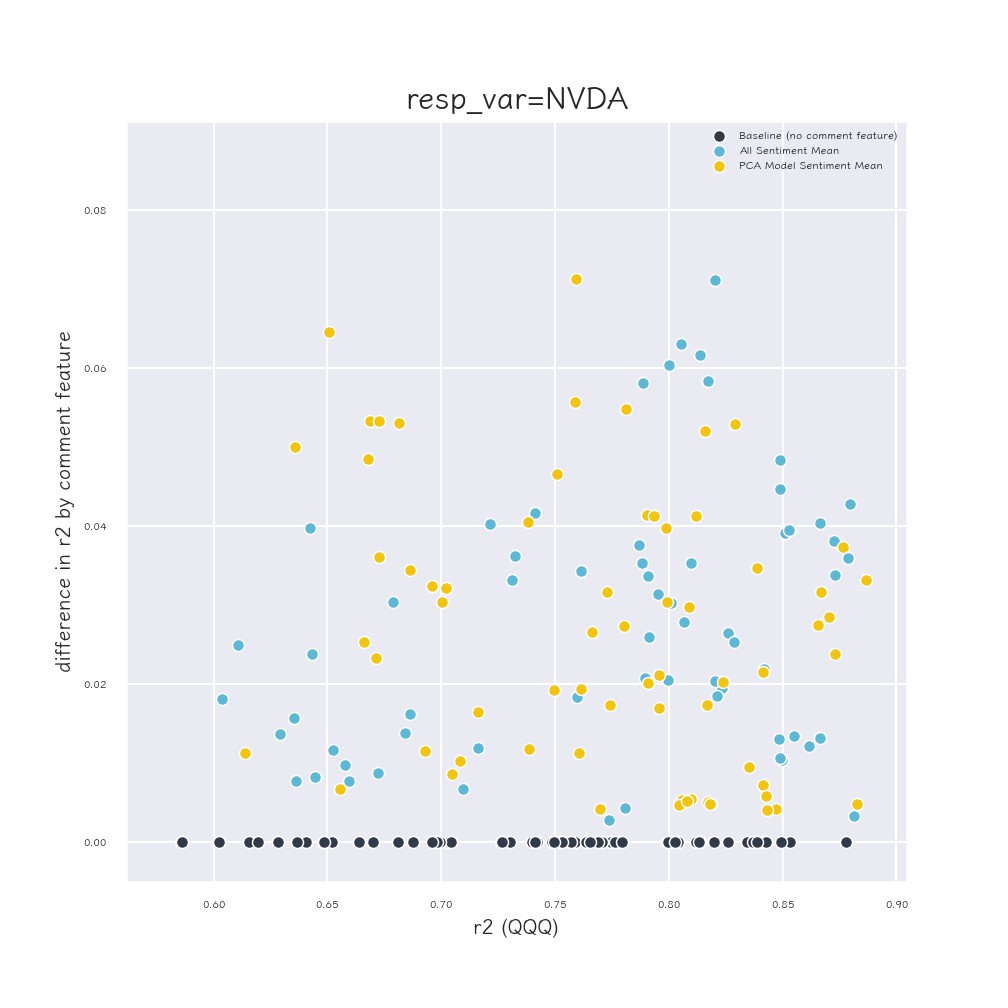 resp_var=NVDA
Baseline (no comment feature)
All Sentiment Mean
PCA Model Sentiment Mean
difference in r2 by comment feature
0.08
0.06
0.04
0.02
0.00
0.60 0.65 0.70 0.75 0.80 0.85 0.90
r2 (QQQ)